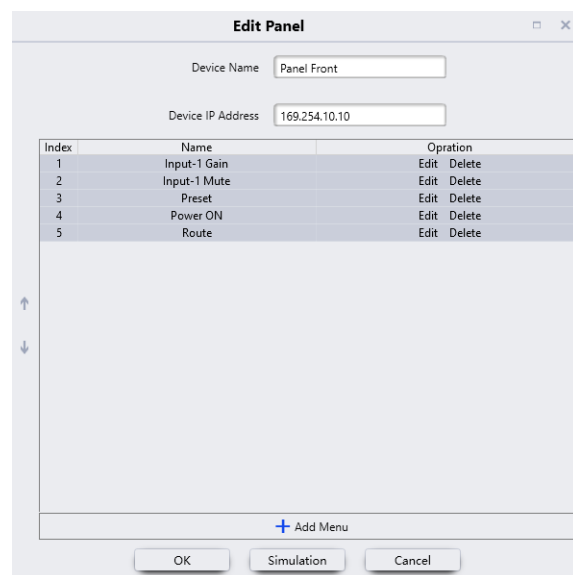 Edit Panel
Device Name Panel Front
Device IP Address 169.254.10.10
Index Name Opration
1 Input-1 Gain Edit Delete
2 Input-1 Mute Edit Delete
3 Preset Edit Delete
4 Power ON Edit Delete
5 Route Edit Delete
Add Menu
OK Simulation Cancel